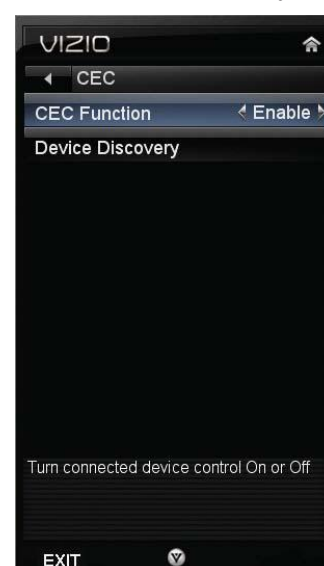 VIZIO
CEC
CEC Function Enable
Device Discovery
Turn connected device control On or Off
EXIT